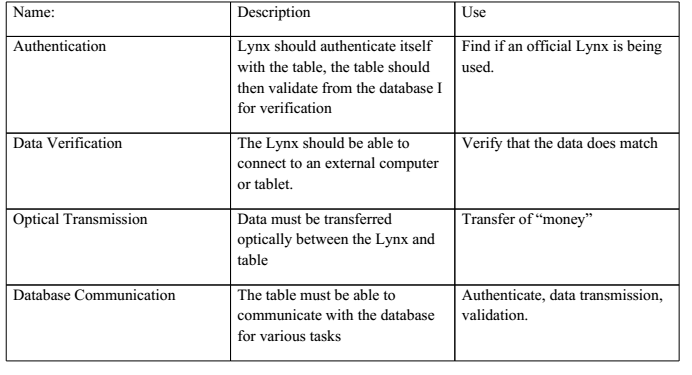 Name: Description Use
Authentication Lynx should authenticate itself Find if an official Lynx is being
with the table, the table should used.
then validate from the database I
for verification
Data Verification The Lynx should be able to Verify that the data does match
connect to an external computer
or tablet.
Optical Transmission Data must be transferred Transfer of “money”
optically between the Lynx and
table
Database Communication The table must be able to Authenticate, data transmission,
communicate with the database validation.
for various tasks